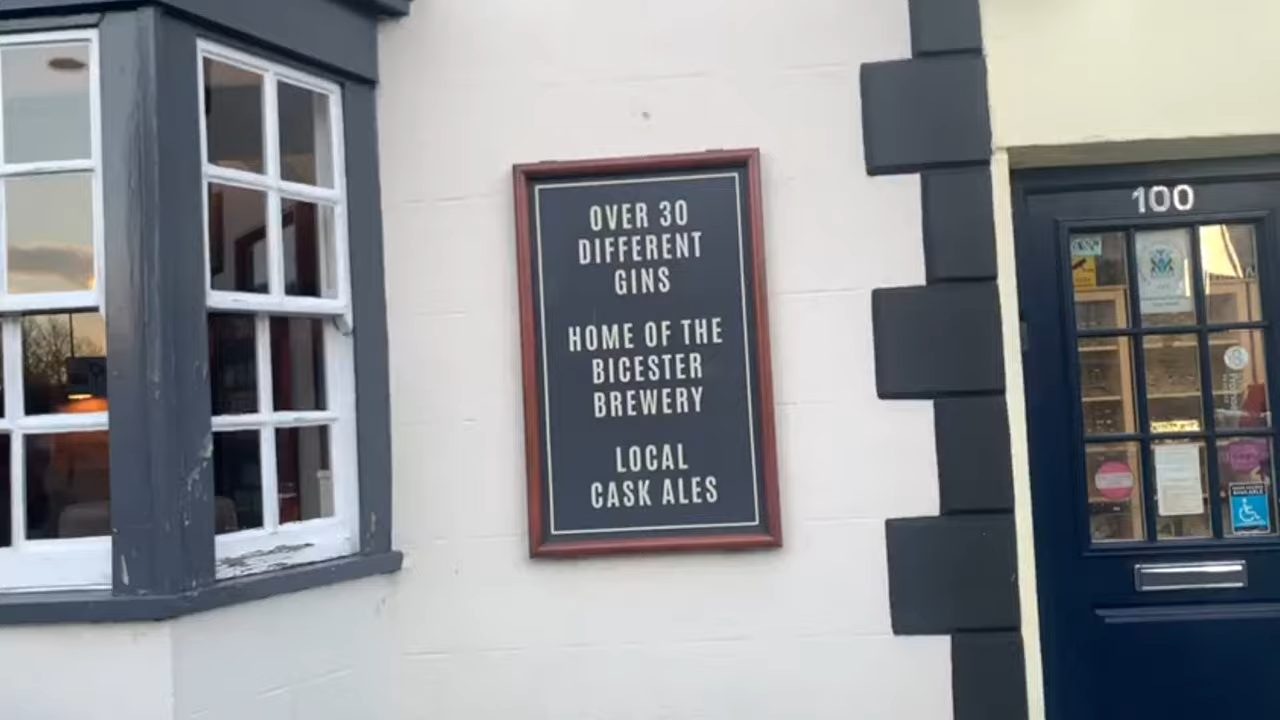 OVER 30
DIFFERENT
GINS
HOME OF THE
BICESTER
BREWERY
LOCAL
CASK ALES
100